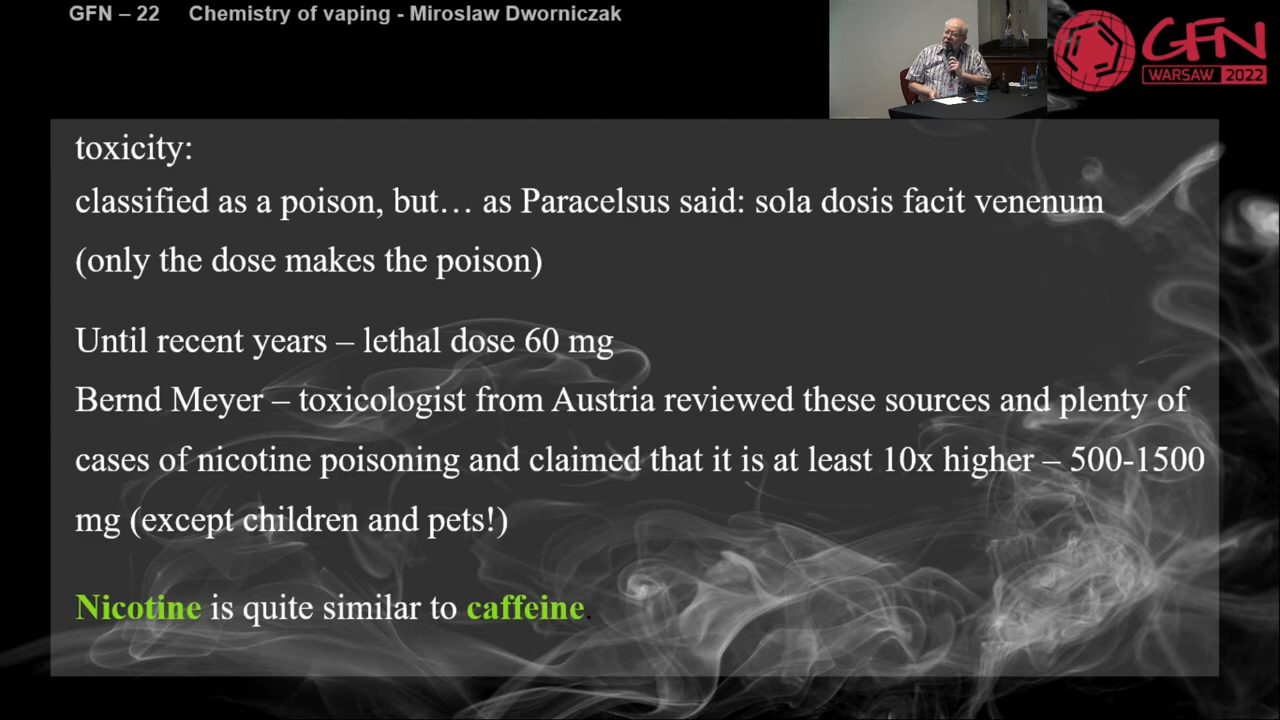 GFN – 22 Chemistry of vaping - Miroslaw Dworniczak
GFN
WARSAW 2022
toxicity:
classified as a poison, but… as Paracelsus said: sola dosis facit venenum
(only the dose makes the poison)
Until recent years – lethal dose 60 mg
Bernd Meyer – toxicologist from Austria reviewed these sources and plenty of
cases of nicotine poisoning and claimed that it is at least 10x higher – 500-1500
mg (except children and pets!)
Nicotine is quite similar to caffeine.